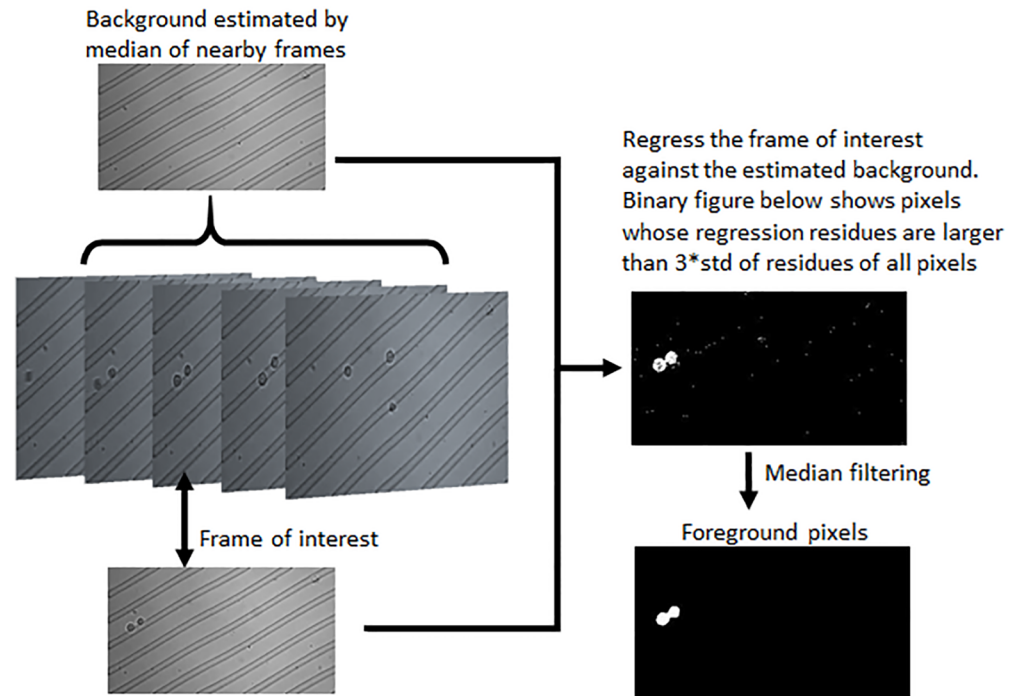 Background estimated by
median of nearby frames
Regress the frame of interest
against the estimated background.
Binary figure below shows pixels
whose regression residues are larger
than 3*std of residues of all pixels
Median filtering
Frame of interest
Foreground pixels